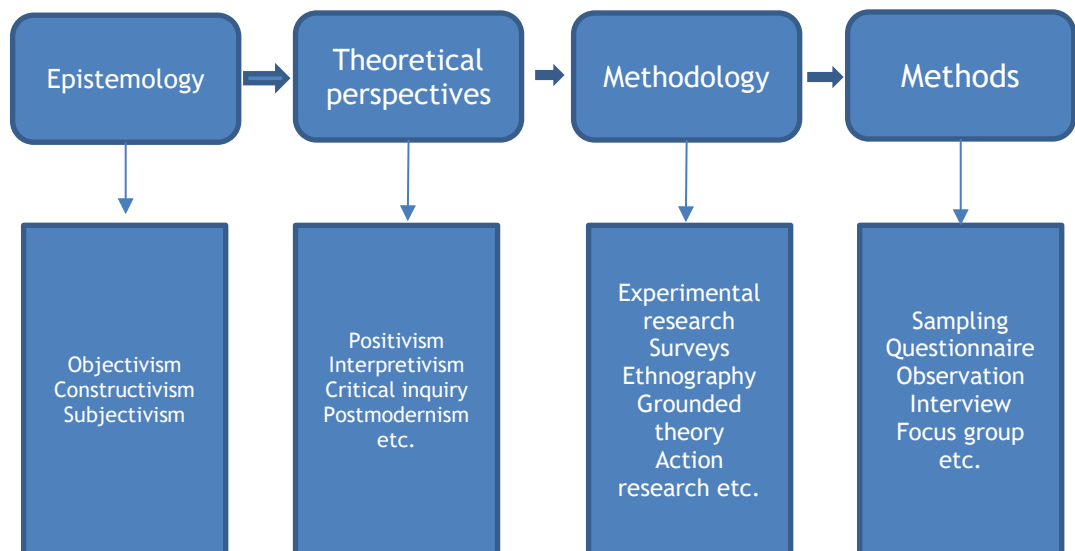 Epistemology
Theoretical
perspectives
Methodology
Methods
Objectivism
Constructivism
Subjectivism
Positivism
Interpretivism
Critical inquiry
Postmodernism
etc.
Experimental
research
Surveys
Ethnography
Grounded
theory
Action
research etc.
Sampling
Questionnaire
Observation
Interview
Focus group
etc.